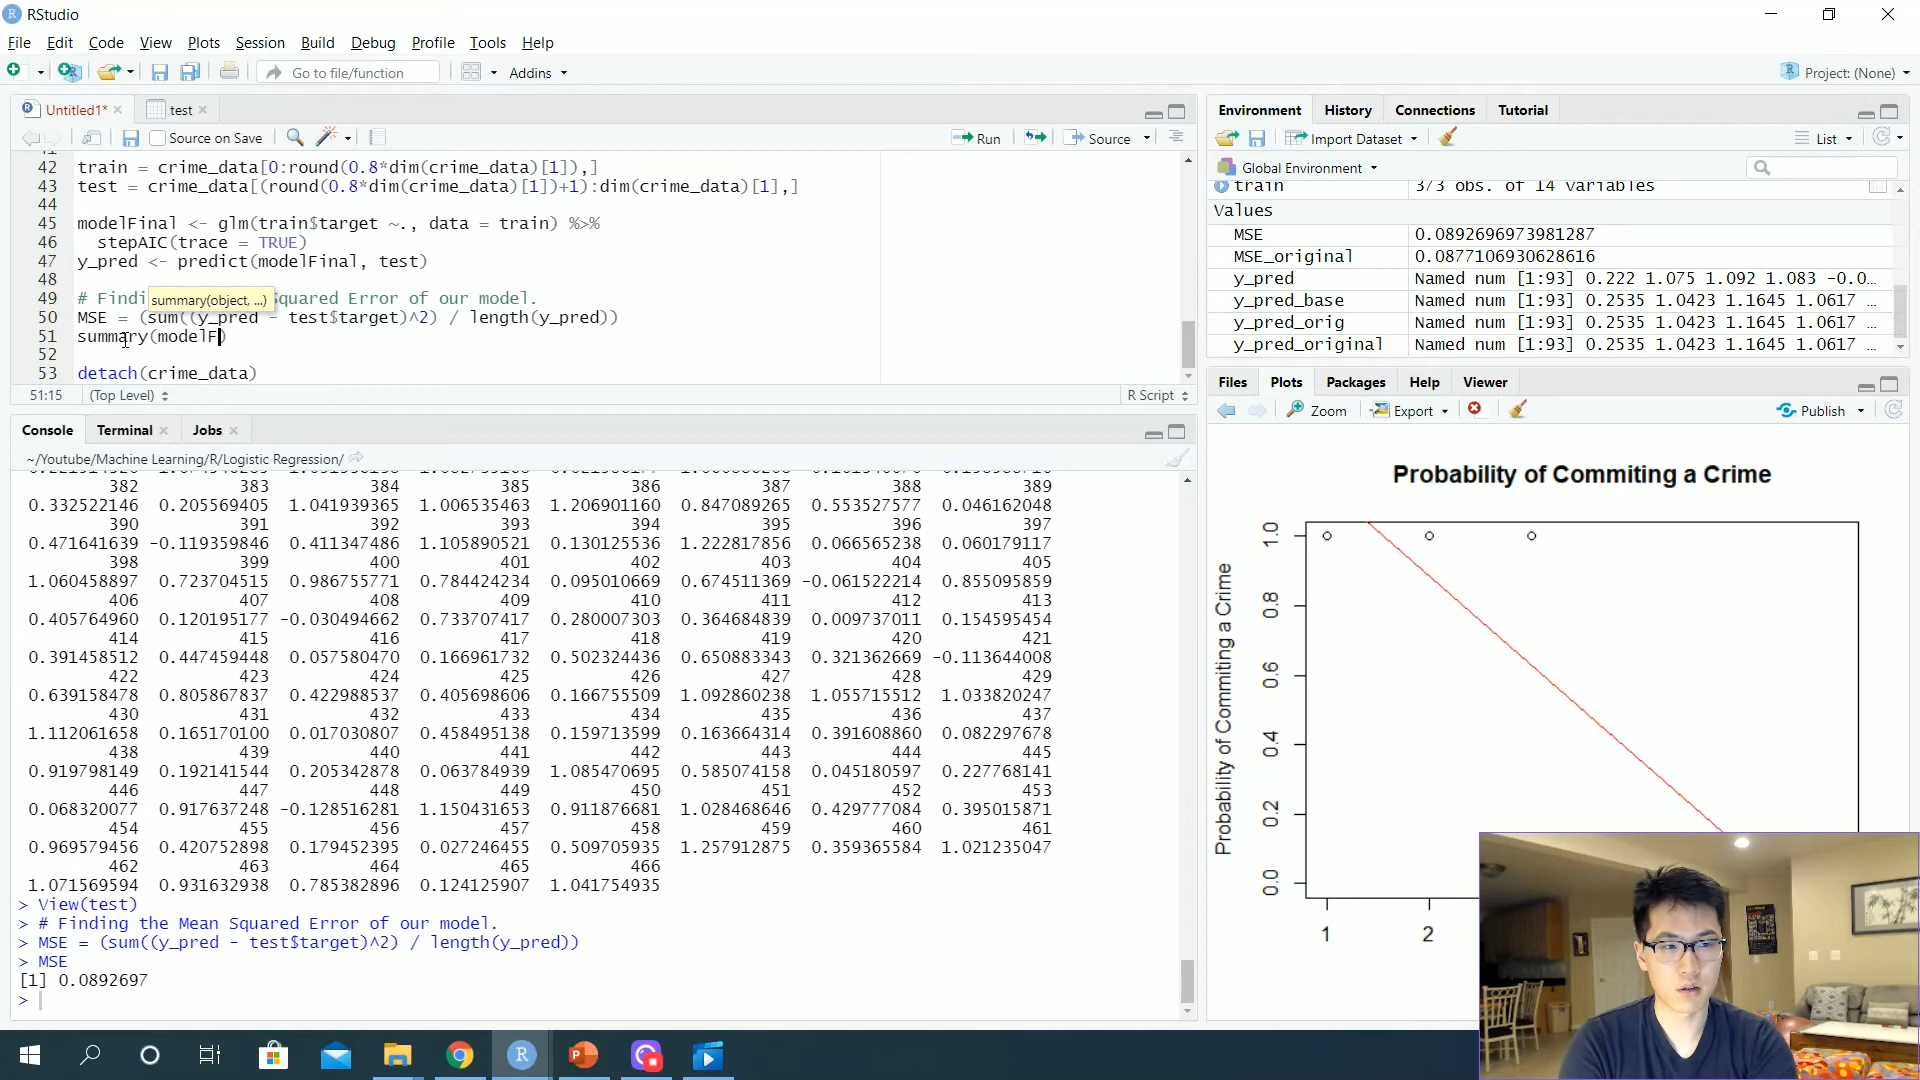 RStudio
File Edit Code View Plots Session Build Debug Profile Tools Help
Go to file/function Addins Project: (None)
Untitled1* test
Source on Save Run Source
42 train = crime_data[0:round(0.8*dim(crime_data)[1]),]
43 test = crime_data[(round(0.8*dim(crime_data)[1])+1):dim(crime_data)[1],]
44
45 modelFinal <- glm(train$target ~., data = train) %>%
46 stepAIC(trace = TRUE)
47 y_pred <- predict(modelFinal, test)
48
49 # Findi summary(object, ...) quared Error of our model.
50 MSE = (sum((y_pred - test$target)^2) / length(y_pred))
51 summary(modelF)
52
53 detach(crime_data)
51:15 (Top Level) R Script
Console Terminal Jobs
~/Youtube/Machine Learning/R/Logistic Regression/
382 383 384 385 386 387 388 389
0.332522146 0.205569405 1.041939365 1.006535463 1.206901160 0.847089265 0.553527577 0.046162048
390 391 392 393 394 395 396 397
0.471641639 -0.119359846 0.411347486 1.105890521 0.130125536 1.222817856 0.066565238 0.060179117
398 399 400 401 402 403 404 405
1.060458897 0.723704515 0.986755771 0.784424234 0.095010669 0.674511369 -0.061522214 0.855095859
406 407 408 409 410 411 412 413
0.405764960 0.120195177 -0.030494662 0.733707417 0.280007303 0.364684839 0.009737011 0.154595454
414 415 416 417 418 419 420 421
0.391458512 0.447459448 0.057580470 0.166961732 0.502324436 0.650883343 0.321362669 -0.113644008
422 423 424 425 426 427 428 429
0.639158478 0.805867837 0.422988537 0.405698606 0.166755509 1.092860238 1.055715512 1.033820247
430 431 432 433 434 435 436 437
1.112061658 0.165170100 0.017030807 0.458495138 0.159713599 0.163664314 0.391608860 0.082297678
438 439 440 441 442 443 444 445
0.919798149 0.192141544 0.205342878 0.063784939 1.085470695 0.585074158 0.045180597 0.227768141
446 447 448 449 450 451 452 453
0.068320077 0.917637248 -0.128516281 1.150431653 0.911876681 1.028468646 0.429777084 0.395015871
454 455 456 457 458 459 460 461
0.969579456 0.420752898 0.179452395 0.027246455 0.509705935 1.257912875 0.359365584 1.021235047
462 463 464 465 466
1.071569594 0.931632938 0.785382896 0.124125907 1.041754935
> View(test)
> # Finding the Mean Squared Error of our model.
> MSE = (sum((y_pred - test$target)^2) / length(y_pred))
> MSE
[1] 0.0892697
>
Environment History Connections Tutorial
Import Dataset List
Global Environment
train 373 obs. of 14 variables
Values
MSE 0.0892696973981287
MSE_original 0.0877106930628616
y_pred Named num [1:93] 0.222 1.075 1.092 1.083 -0.0...
y_pred_base Named num [1:93] 0.2535 1.0423 1.1645 1.0617 ...
y_pred_orig Named num [1:93] 0.2535 1.0423 1.1645 1.0617 ...
y_pred_original Named num [1:93] 0.2535 1.0423 1.1645 1.0617 ...
Files Plots Packages Help Viewer
Zoom Export Publish
Probability of Commiting a Crime
Probability of Commiting a Crime
1.0
0.8
0.6
0.4
0.2
0.0
1 2